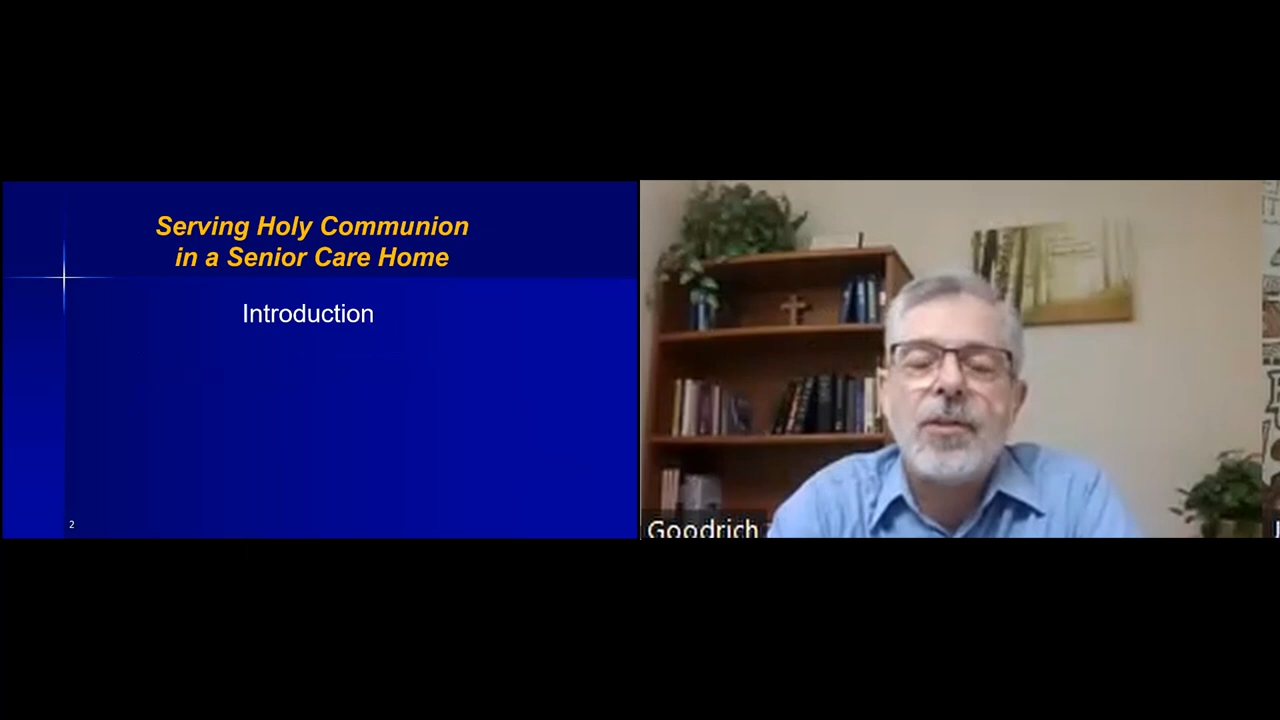 Serving Holy Communion
in a Senior Care Home
Introduction
2
Goodrich